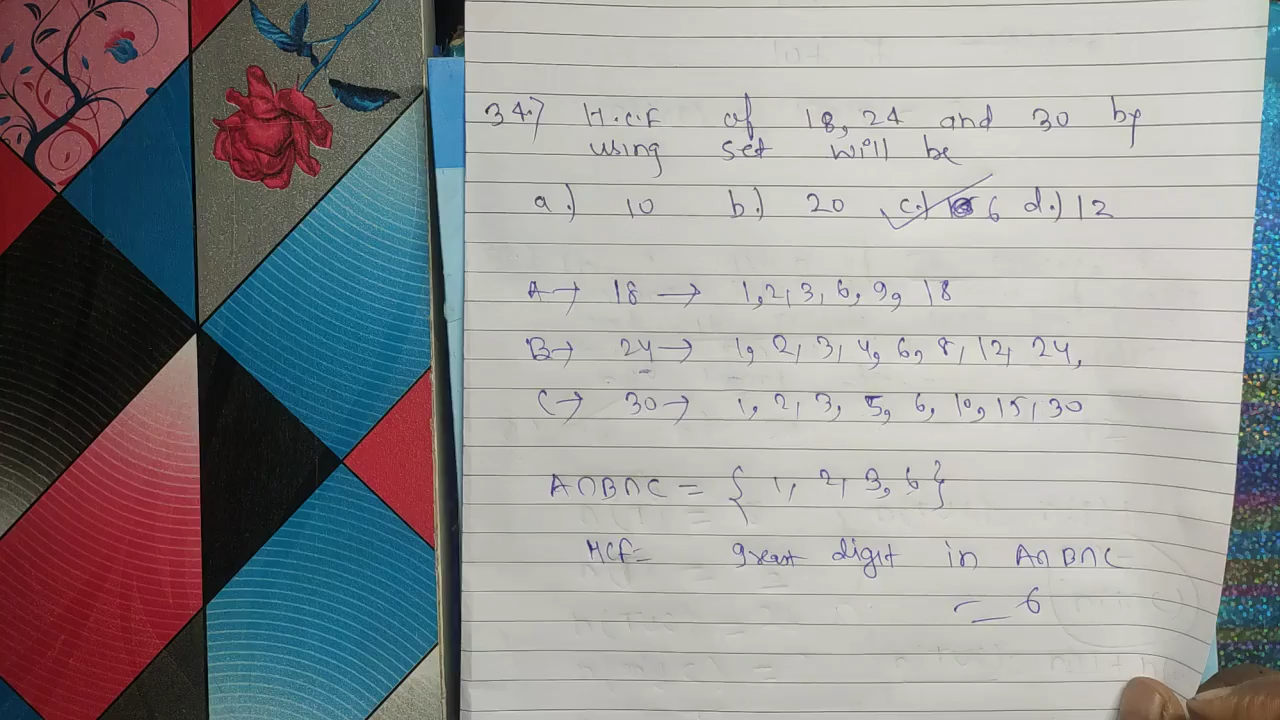 34.) H.C.F of 18, 24 and 30 by
using set will be
a.) 10 b.) 20 c.) 6 d.) 12
A→ 18 → 1, 2, 3, 6, 9, 18
B→ 24 → 1, 2, 3, 4, 6, 8, 12, 24,
C→ 30 → 1, 2, 3, 5, 6, 10, 15, 30
A∩B∩C = { 1, 2, 3, 6 }
HCF = great digit in A∩B∩C
= 6